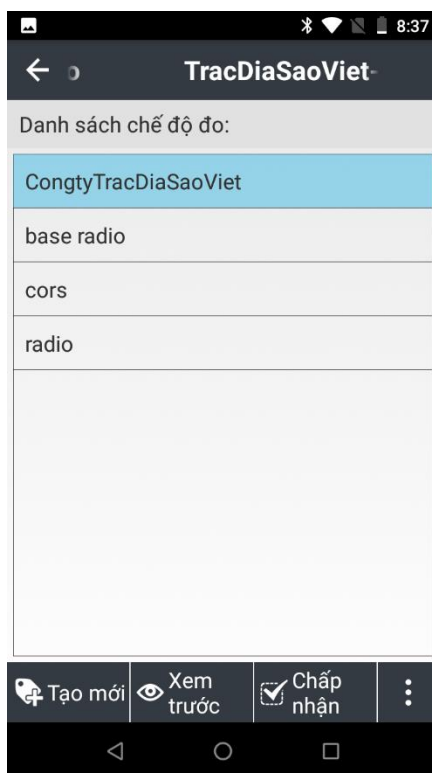 8:37
TracDiaSaoViet-
Danh sách chế độ đo:
CongtyTracDiaSaoViet
base radio
cors
radio
Tạo mới
Xem
trước
Chấp
nhận